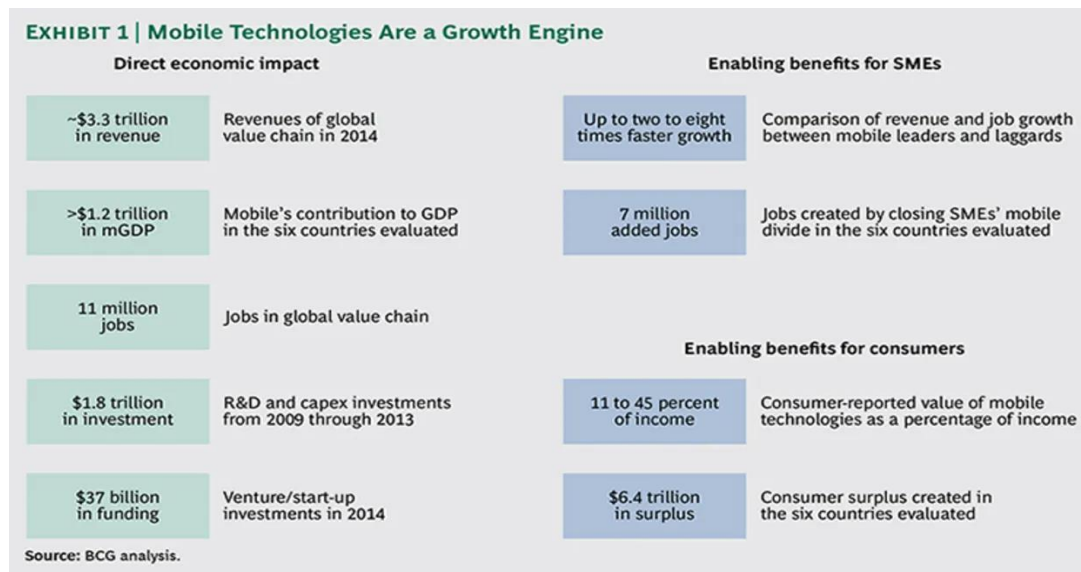 EXHIBIT 1 | Mobile Technologies Are a Growth Engine
Direct economic impact
~$3.3 trillion
in revenue
Revenues of global
value chain in 2014
>$1.2 trillion
in mGDP
Mobile's contribution to GDP
in the six countries evaluated
11 million
jobs
Jobs in global value chain
$1.8 trillion
in investment
R&D and capex investments
from 2009 through 2013
$37 billion
in funding
Venture/start-up
investments in 2014
Enabling benefits for SMEs
Up to two to eight
times faster growth
Comparison of revenue and job growth
between mobile leaders and laggards
7 million
added jobs
Jobs created by closing SMEs' mobile
divide in the six countries evaluated
Enabling benefits for consumers
11 to 45 percent
of income
Consumer-reported value of mobile
technologies as a percentage of income
$6.4 trillion
in surplus
Consumer surplus created in
the six countries evaluated
Source: BCG analysis.